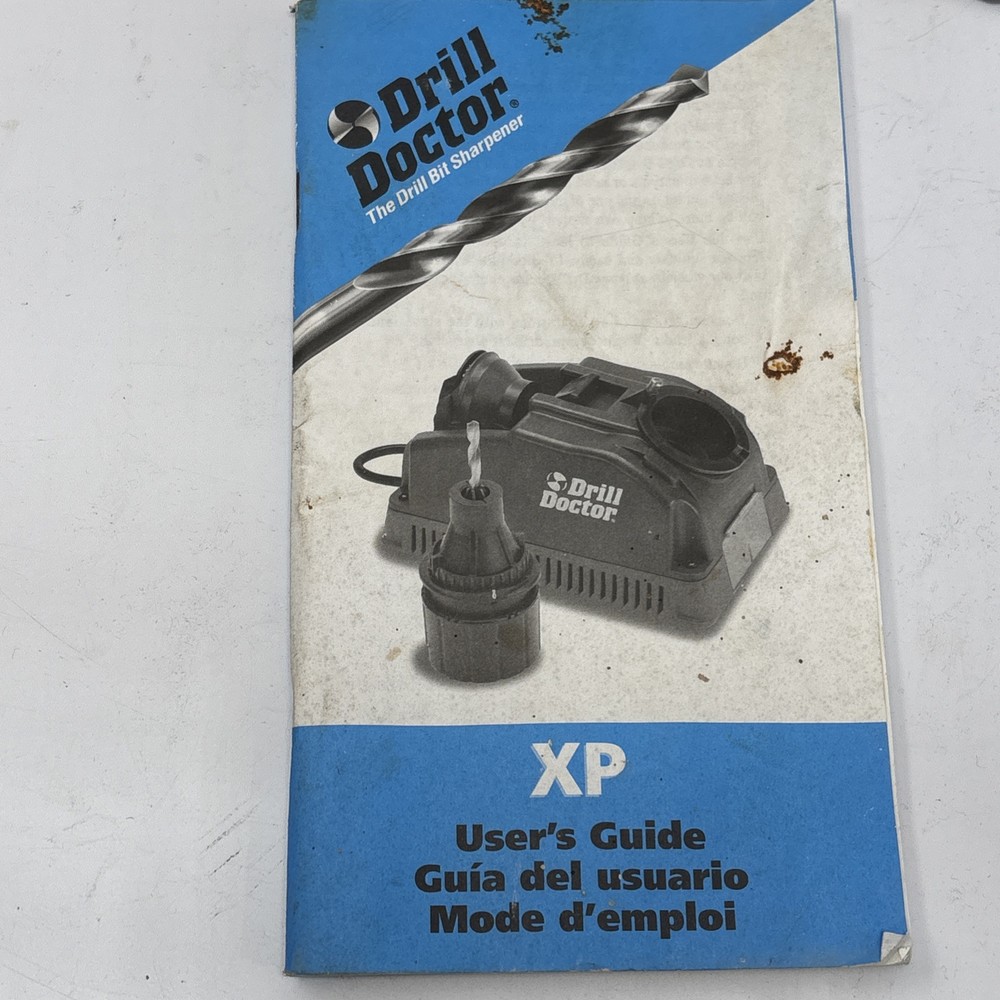 Drill
Doctor®
The Drill Bit Sharpener
Drill
Doctor
XP
User's Guide
Guía del usuario
Mode d'emploi